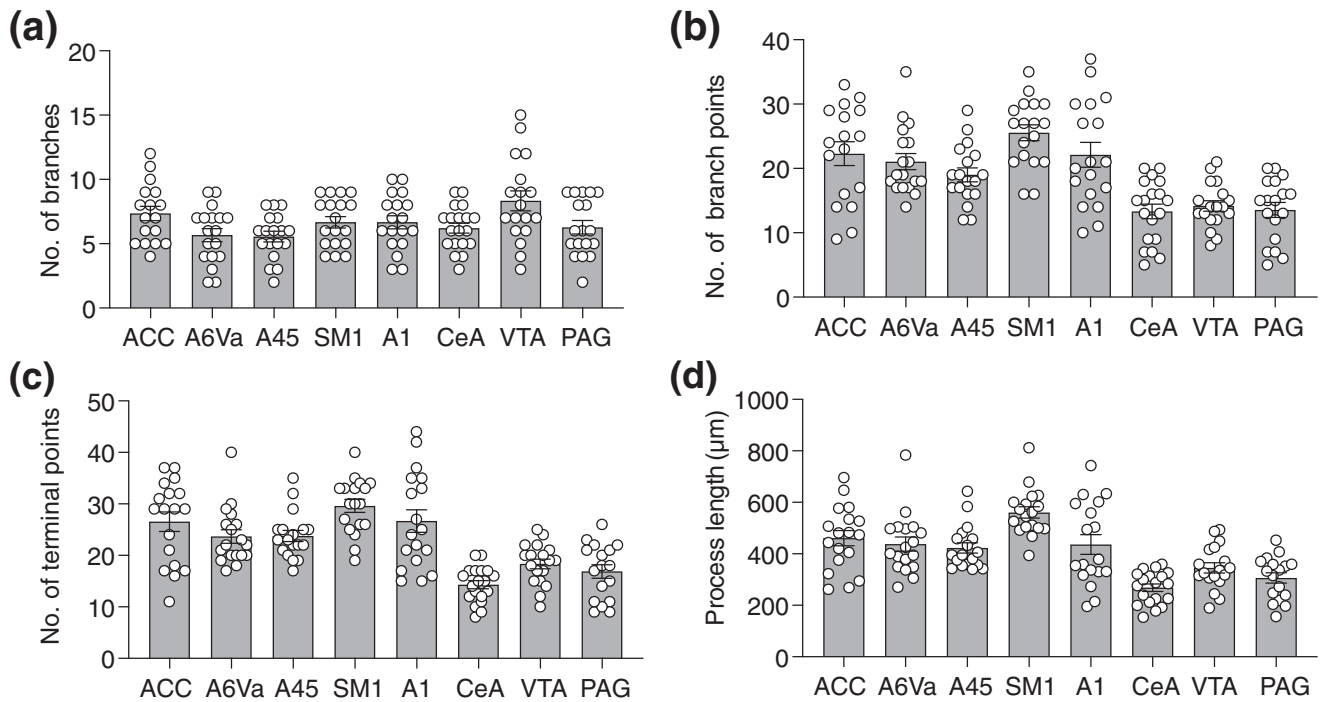 (a)
No. of branches
20
15
10
5
0
ACC A6Va A45 SM1 A1 CeA VTA PAG
(b)
No. of branch points
40
30
20
10
0
ACC A6Va A45 SM1 A1 CeA VTA PAG
(c)
No. of terminal points
50
40
30
20
10
0
ACC A6Va A45 SM1 A1 CeA VTA PAG
(d)
Process length (µm)
1000
800
600
400
200
0
ACC A6Va A45 SM1 A1 CeA VTA PAG